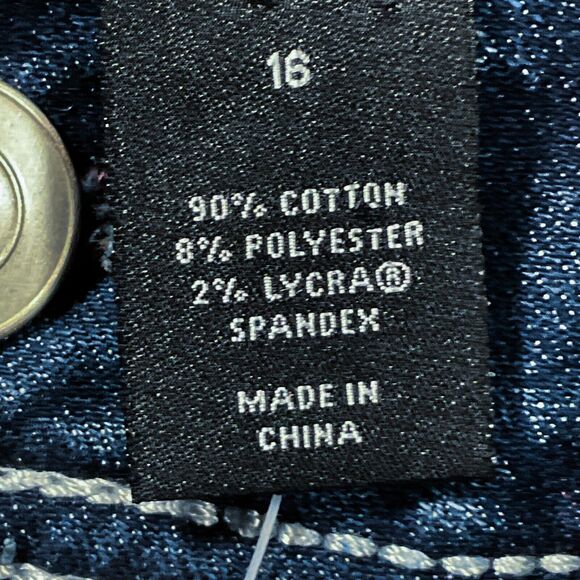 16
90% COTTON
8% POLYESTER
2% LYCRA®
SPANDEX
MADE IN
CHINA